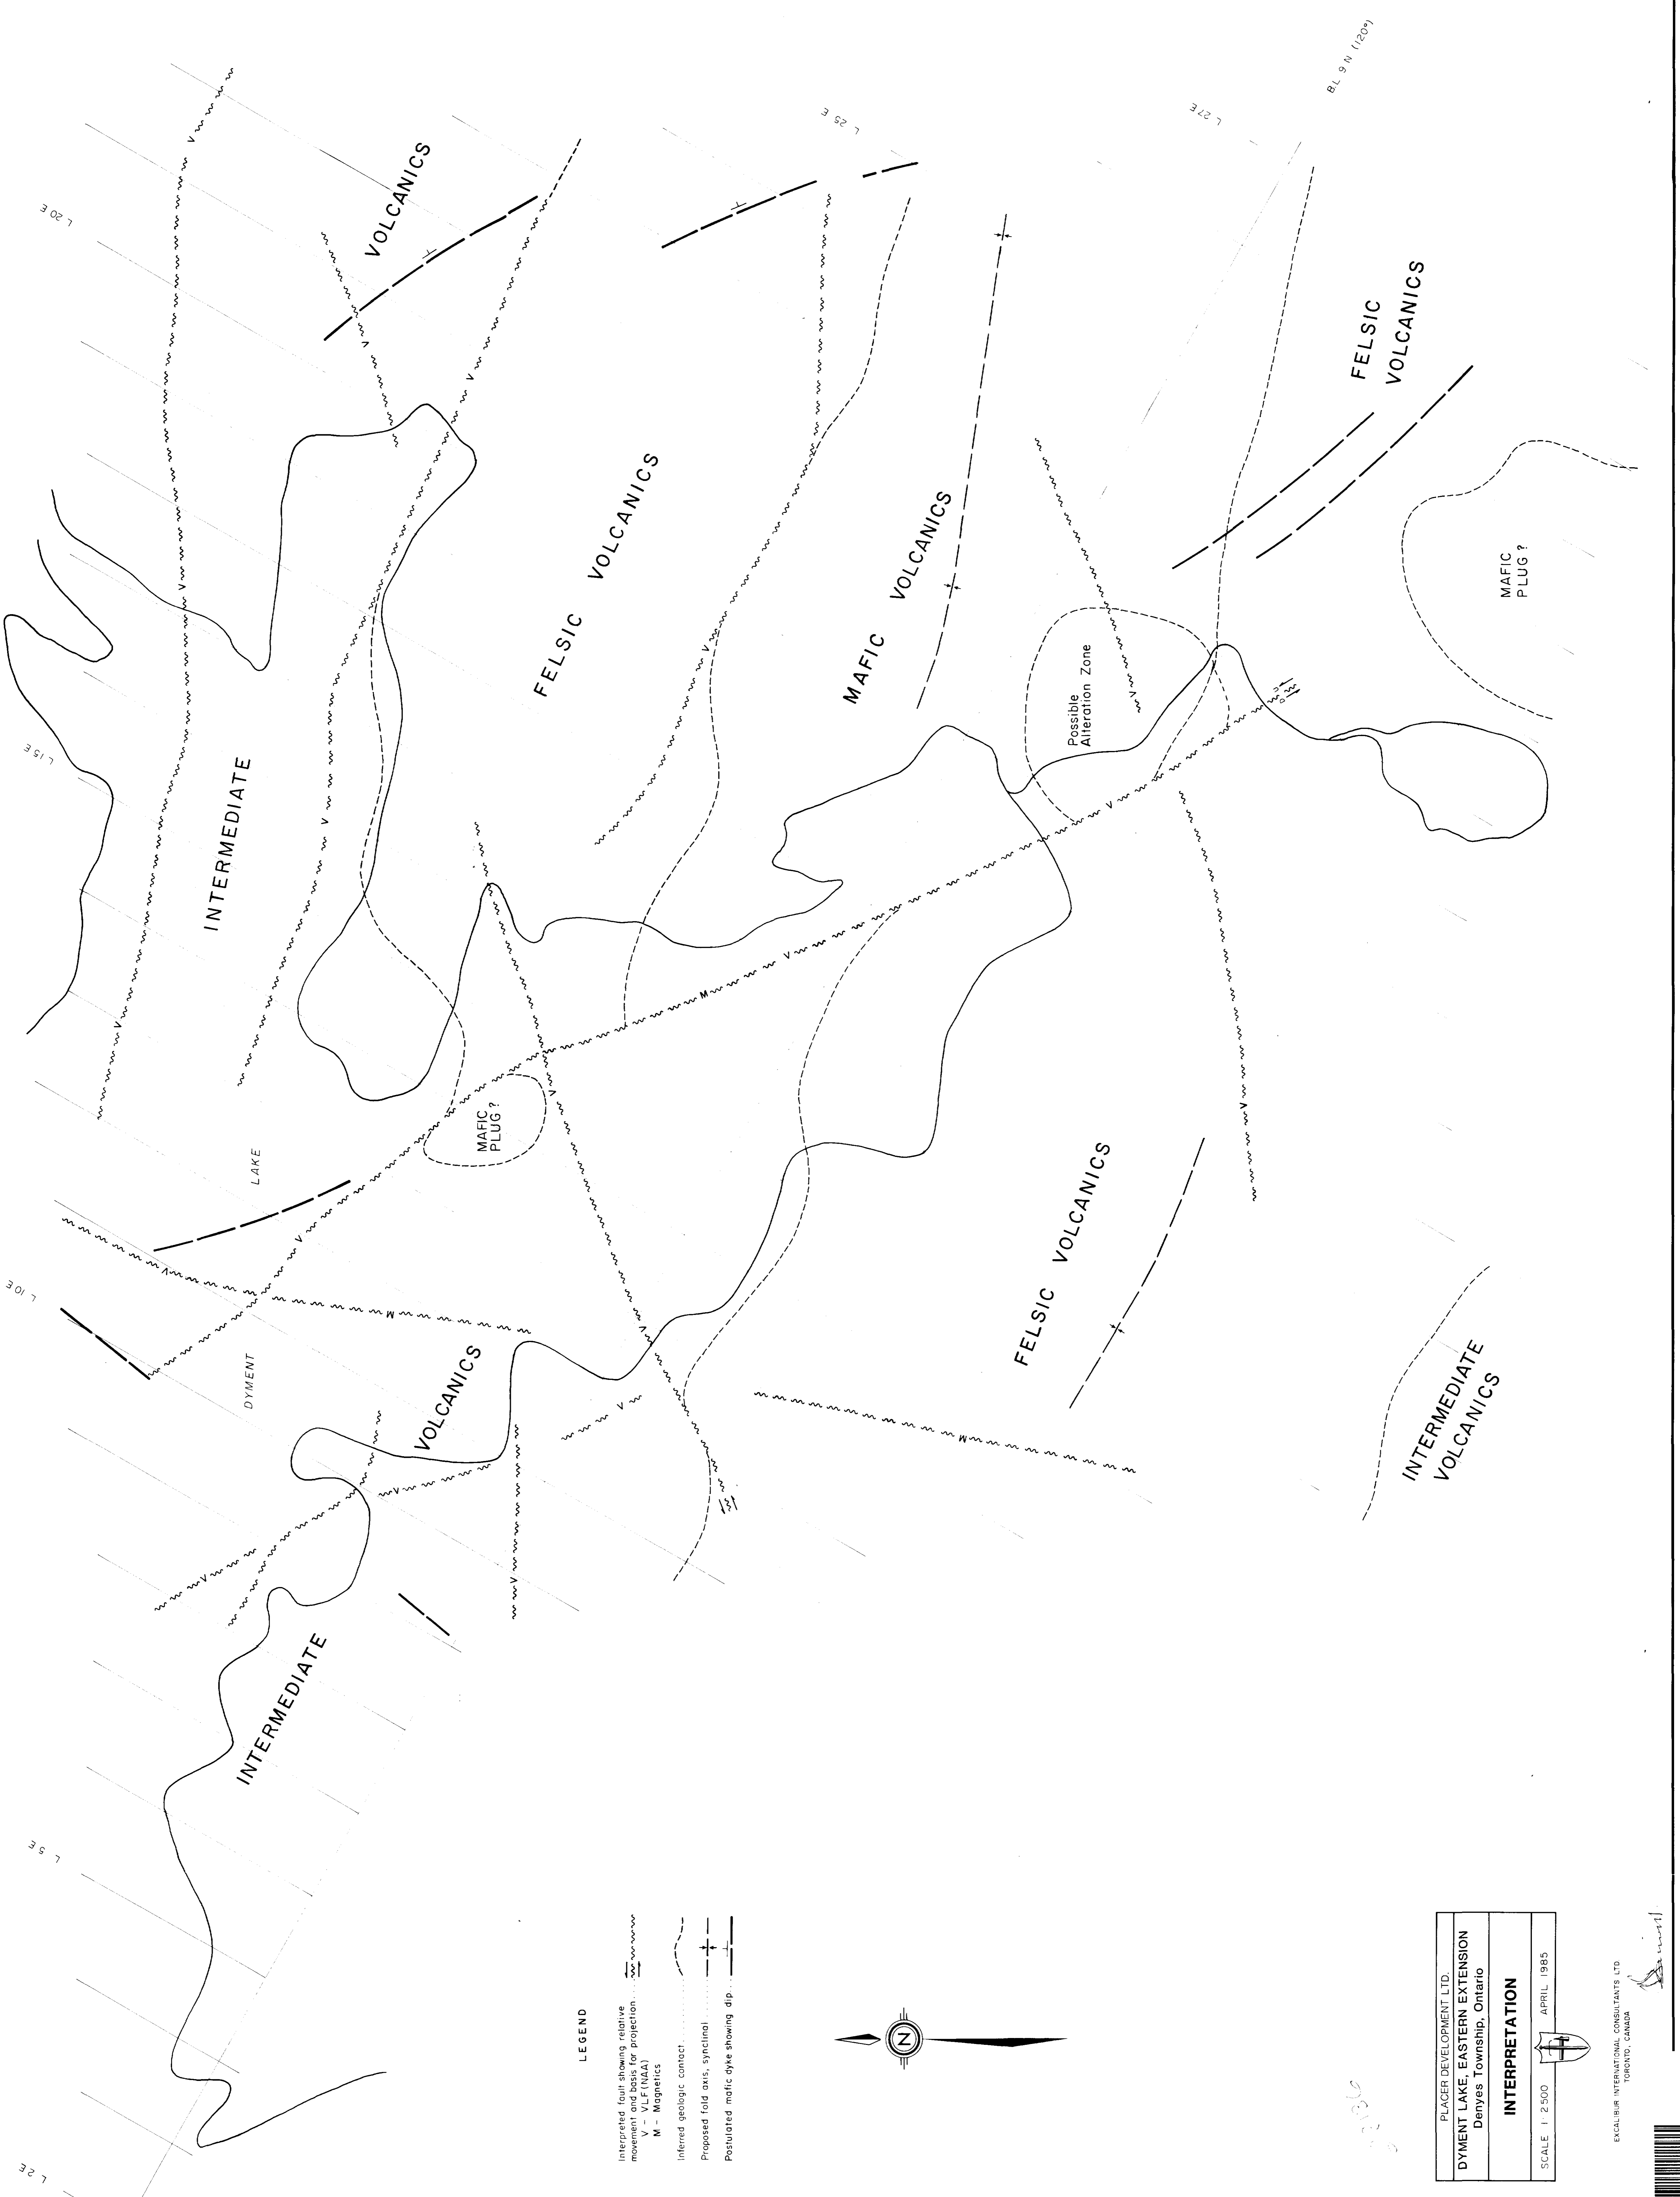 B.L. 9 N (120°)
L 27 E
L 25 E
L 20 E
L 15 E
L 10 E
L 5 E
L 2 E
VOLCANICS
FELSIC
VOLCANICS
FELSIC VOLCANICS
MAFIC VOLCANICS
MAFIC
PLUG ?
Possible
Alteration Zone
INTERMEDIATE
LAKE
MAFIC
PLUG ?
DYMENT
VOLCANICS
FELSIC VOLCANICS
INTERMEDIATE
VOLCANICS
INTERMEDIATE
LEGEND
Interpreted fault showing relative
movement and basis for projection
V - VLF (NAA)
M - Magnetics
Inferred geologic contact
Proposed fold axis, synclinal
Postulated mafic dyke showing dip
N
PLACER DEVELOPMENT LTD.
DYMENT LAKE, EASTERN EXTENSION
Denyes Township, Ontario
INTERPRETATION
SCALE 1:2500 APRIL 1985
EXCALIBUR INTERNATIONAL CONSULTANTS LTD.
TORONTO, CANADA